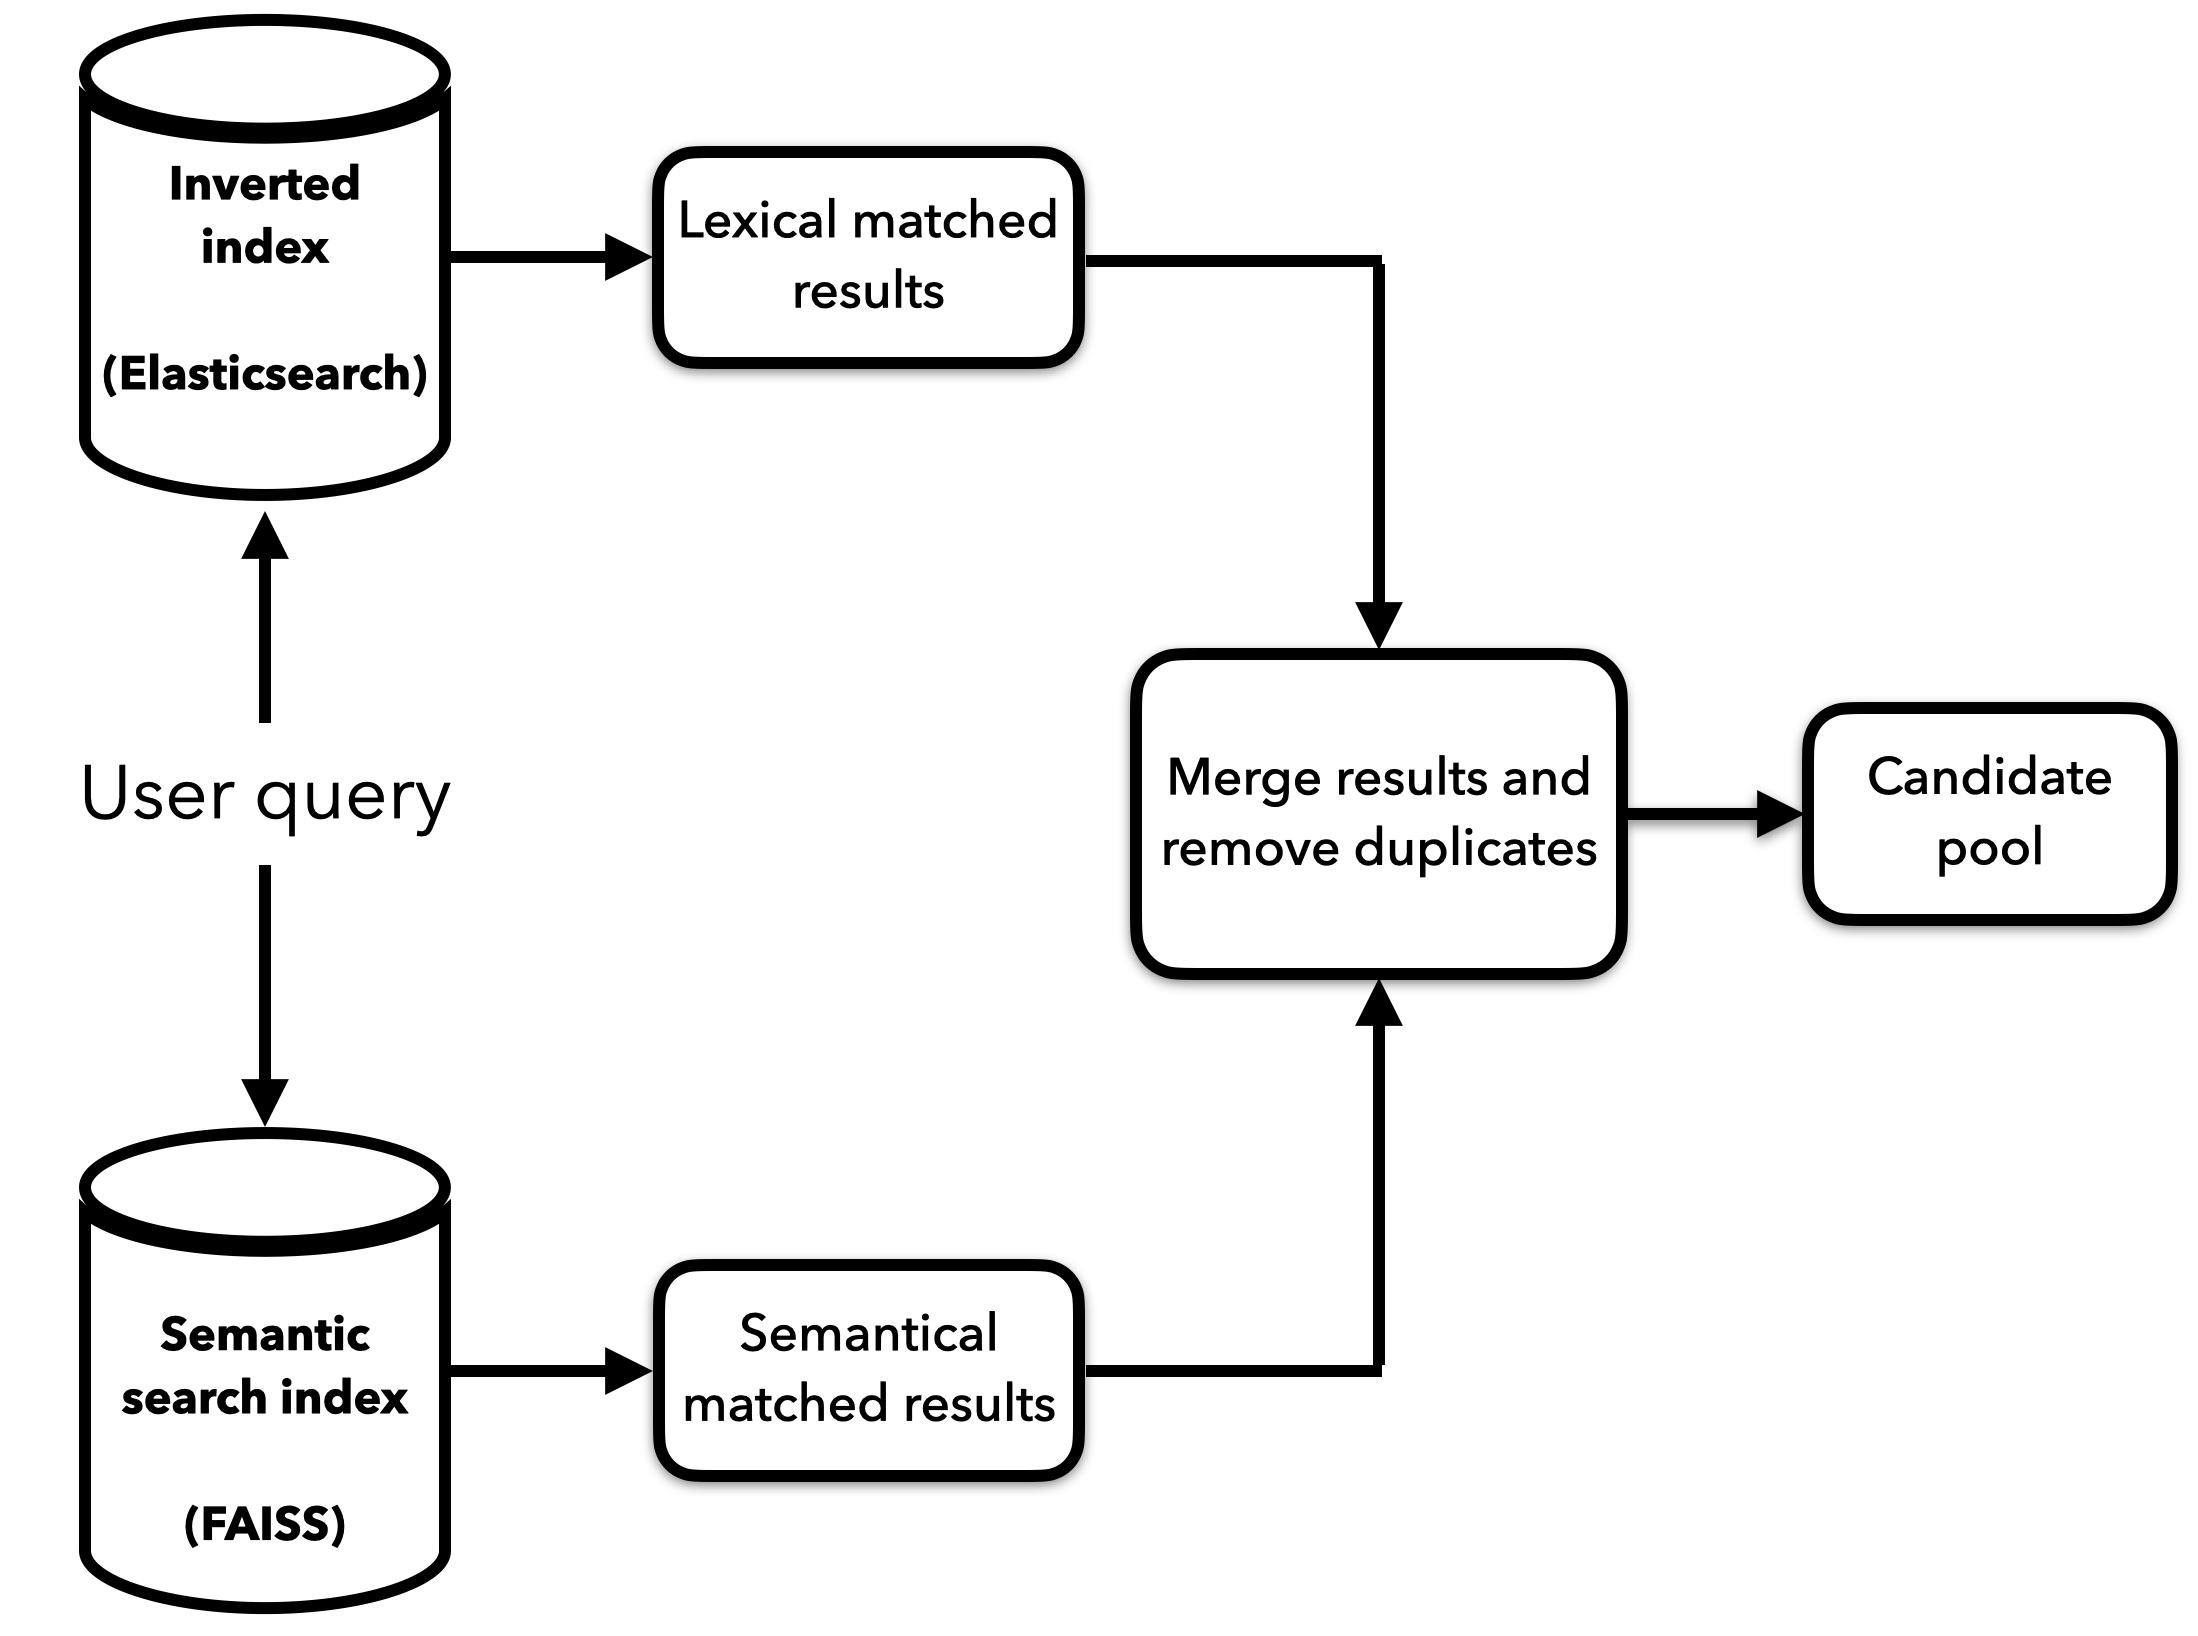 Inverted
index
(Elasticsearch)
Lexical matched
results
User query
Merge results and
remove duplicates
Candidate
pool
Semantic
search index
(FAISS)
Semantical
matched results